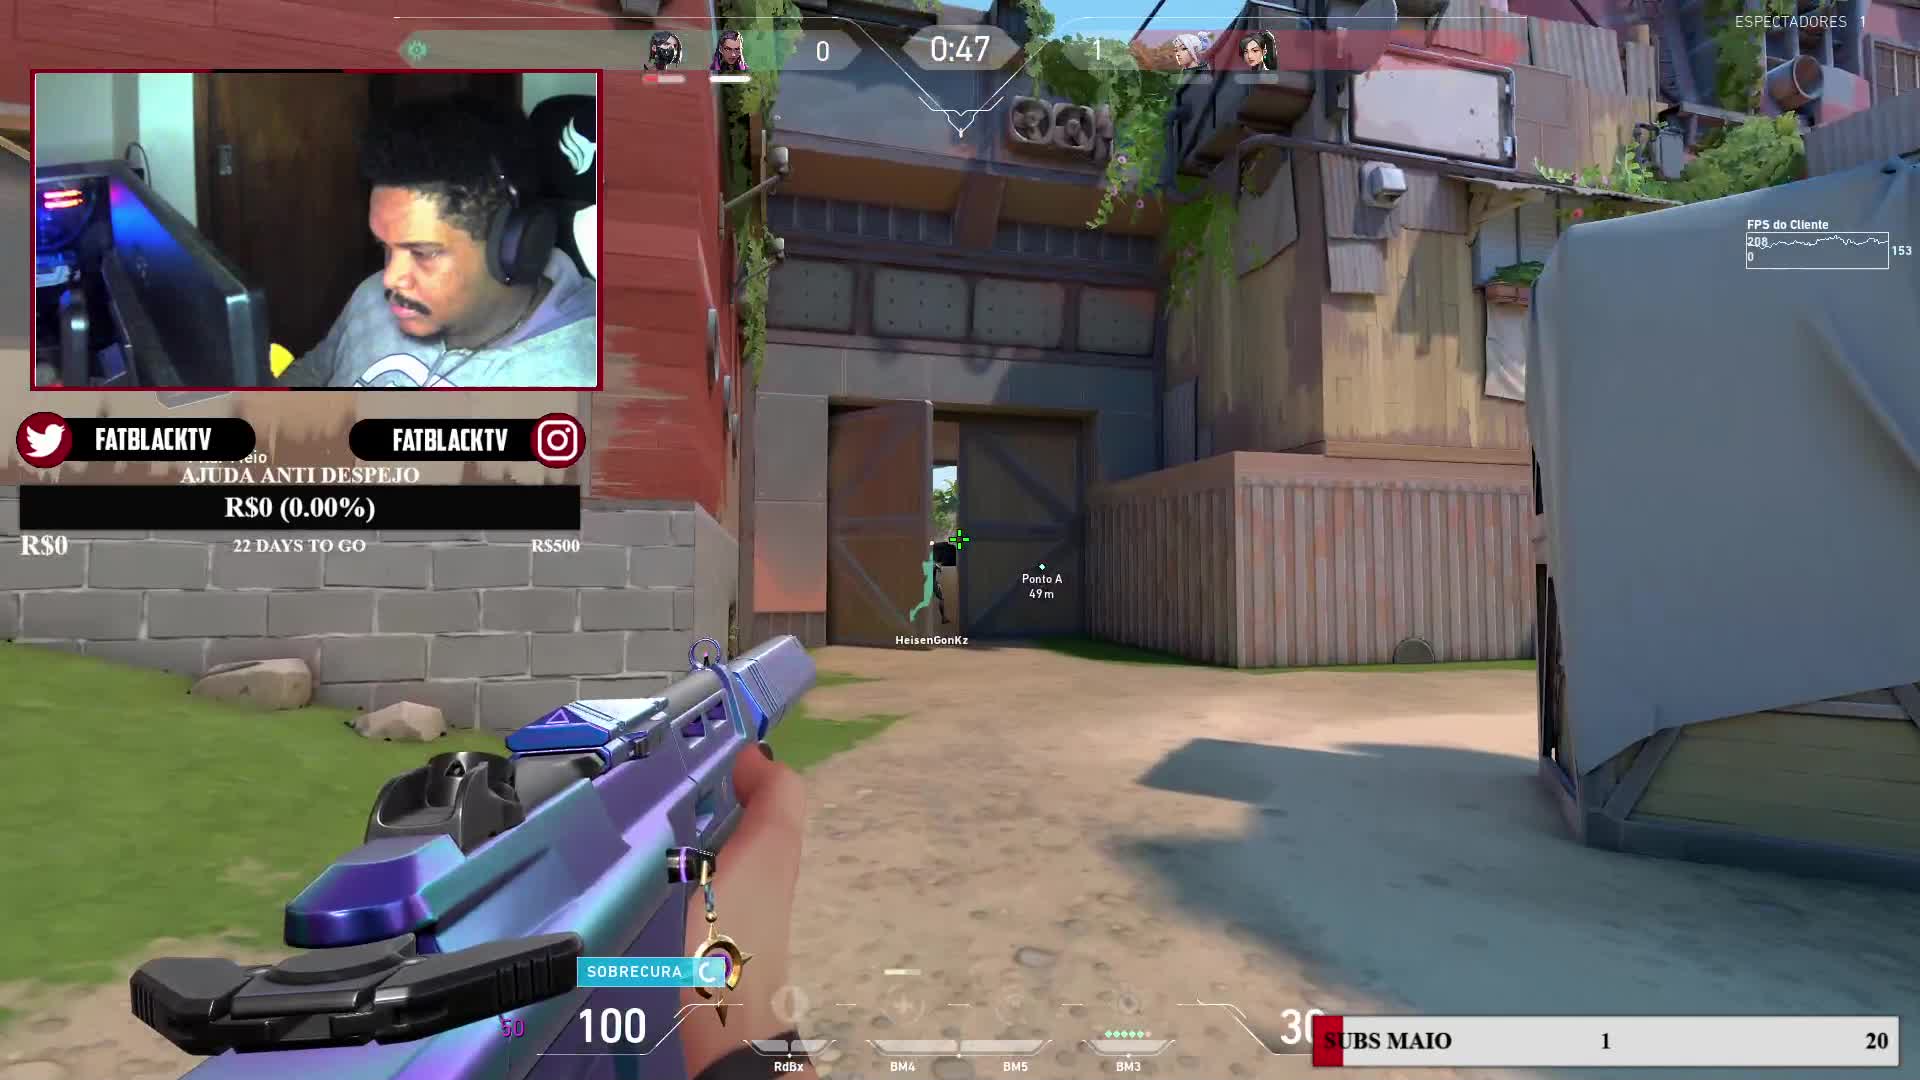 ESPECTADORES 1
0
0:47
1
FPS do Cliente
208
0
153
FATBLACKTV
FATBLACKTV
AJUDA ANTI DESPEJO
R$0 (0.00%)
R$0
22 DAYS TO GO
R$500
Ponto A
49m
HeisenGonKz
SOBRECURA C
50
100
30
RdBx
BM4
BM5
BM3
SUBS MAIO
1
20